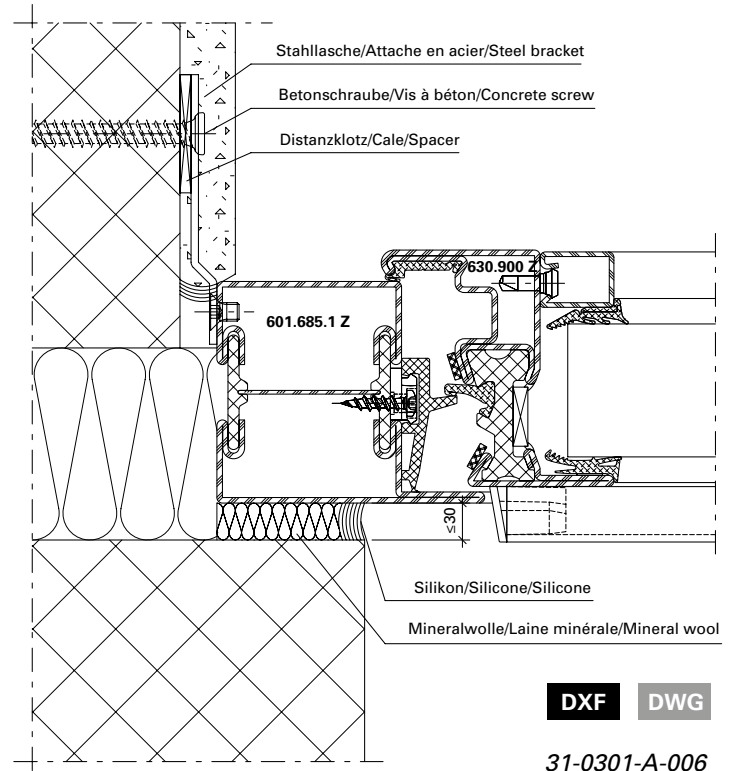 Stahllasche/Attache en acier/Steel bracket
Betonschraube/Vis à béton/Concrete screw
Distanzklotz/Cale/Spacer
630.900 Z
601.685.1 Z
≤30
Silikon/Silicone/Silicone
Mineralwolle/Laine minérale/Mineral wool
DXF DWG
31-0301-A-006